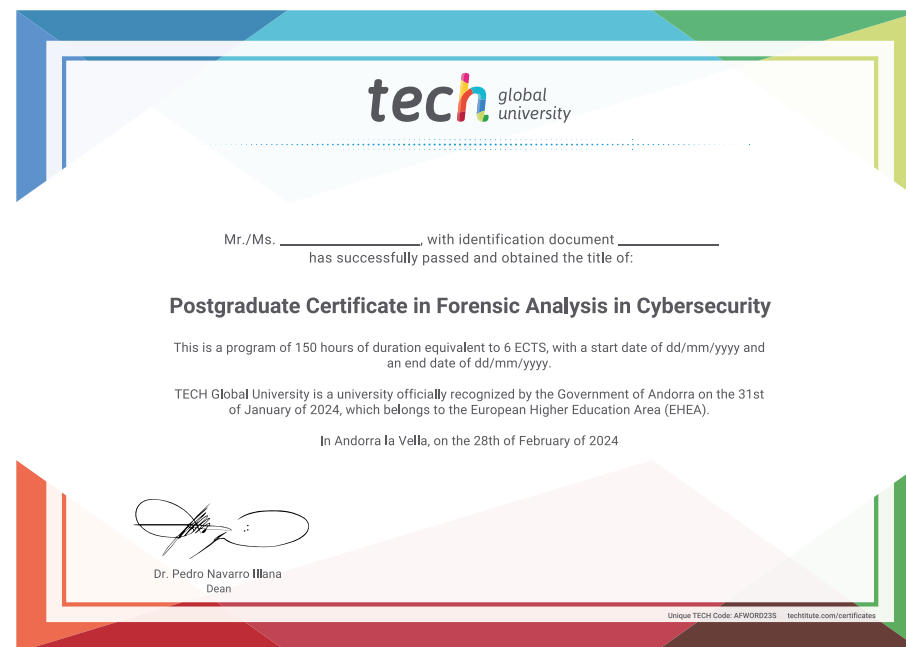 tech global
university
Mr./Ms. ____________________, with identification document ______________
has successfully passed and obtained the title of:
Postgraduate Certificate in Forensic Analysis in Cybersecurity
This is a program of 150 hours of duration equivalent to 6 ECTS, with a start date of dd/mm/yyyy and
an end date of dd/mm/yyyy.
TECH Global University is a university officially recognized by the Government of Andorra on the 31st
of January of 2024, which belongs to the European Higher Education Area (EHEA).
In Andorra la Vella, on the 28th of February of 2024
Dr. Pedro Navarro Illana
Dean
Unique TECH Code: AFWORD23S techtitute.com/certificates